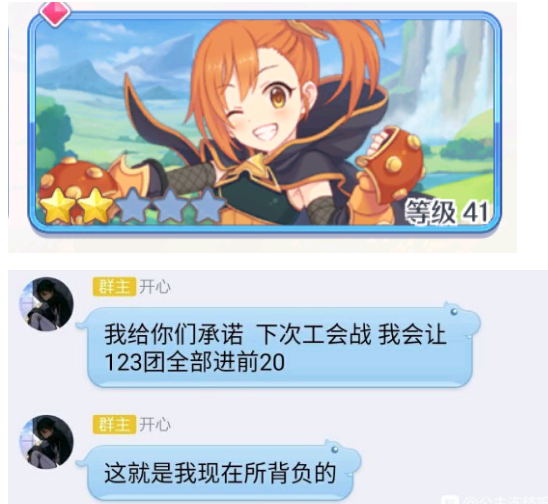 等级 41
群主 开心
我给你们承诺 下次工会战 我会让
123团全部进前20
群主 开心
这就是我现在所背负的